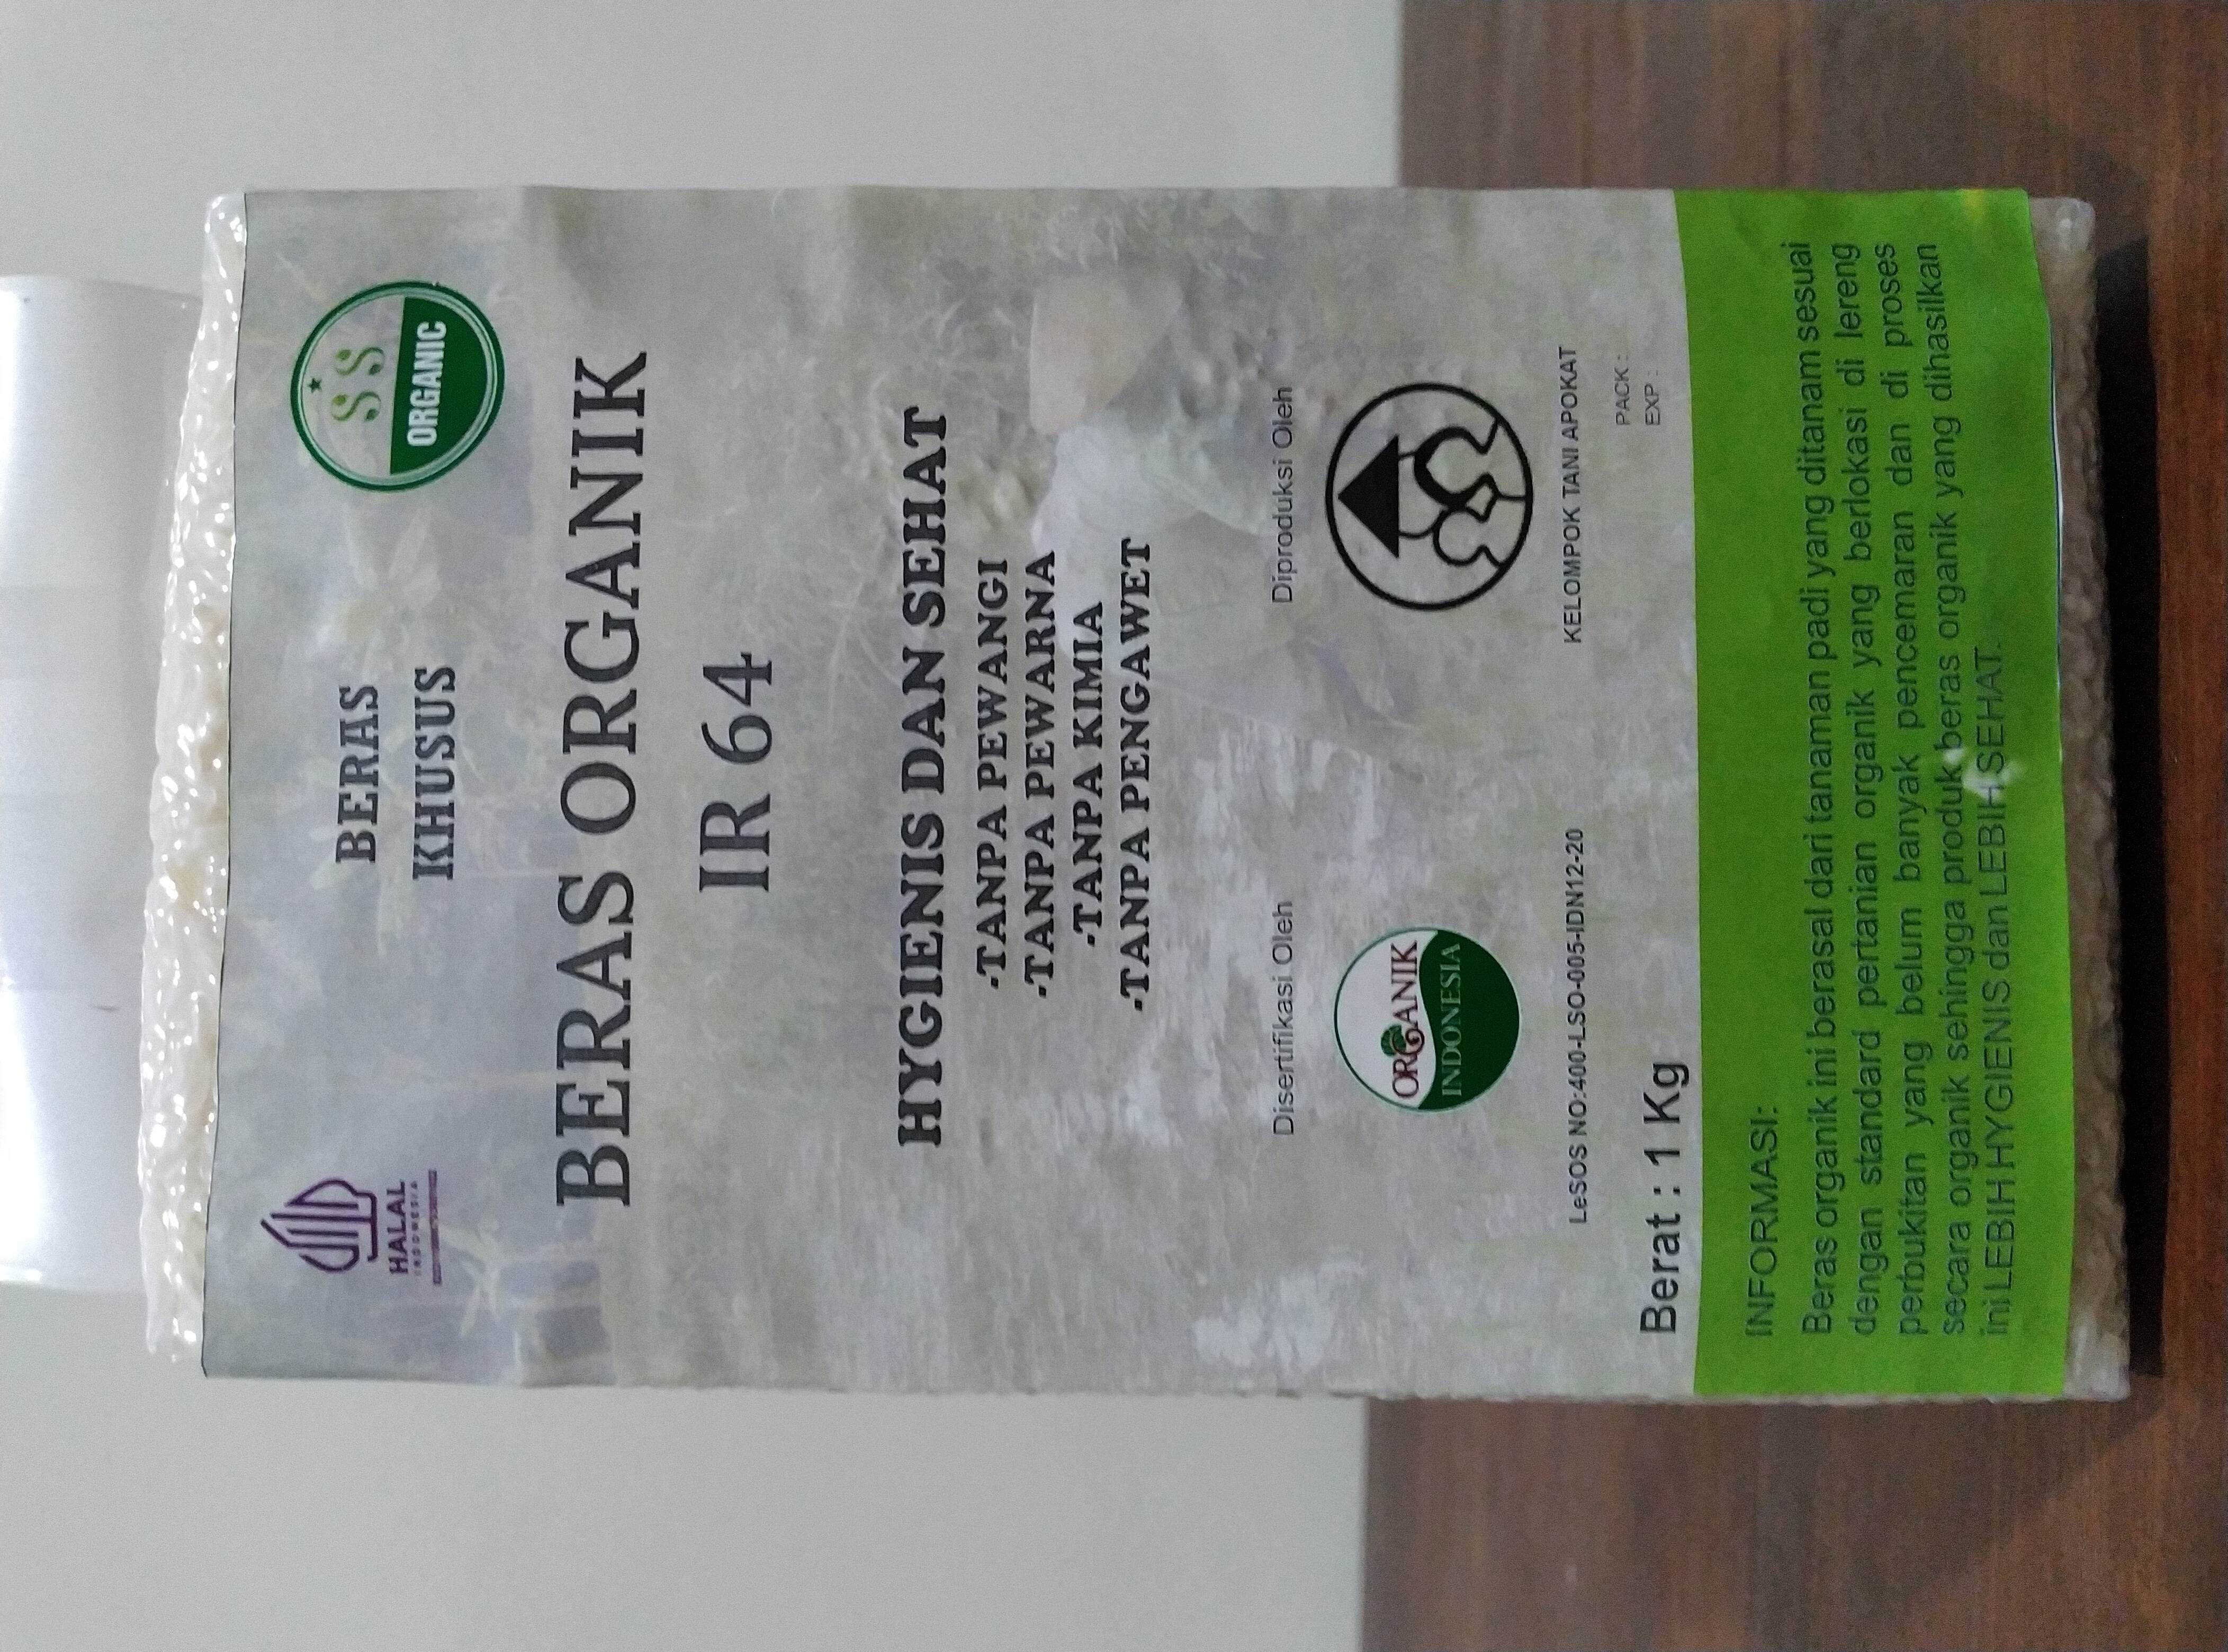 HALAL
INDONESIA
BERAS
KHUSUS
SS
ORGANIC
BERAS ORGANIK
IR 64
HYGIENIS DAN SEHAT
-TANPA PEWANGI
-TANPA PEWARNA
-TANPA KIMIA
-TANPA PENGAWET
Disertifikasi Oleh
ORGANIK
INDONESIA
LeSOS NO:400-LSO-005-IDN12-20
Diproduksi Oleh
KELOMPOK TANI APOKAT
PACK :
EXP :
Berat : 1 Kg
INFORMASI:
Beras organik ini berasal dari tanaman padi yang ditanam sesuai
dengan standard pertanian organik yang berlokasi di lereng
perbukitan yang belum banyak pencemaran dan di proses
secara organik sehingga produk beras organik yang dihasilkan
ini LEBIH HYGIENIS dan LEBIH SEHAT.